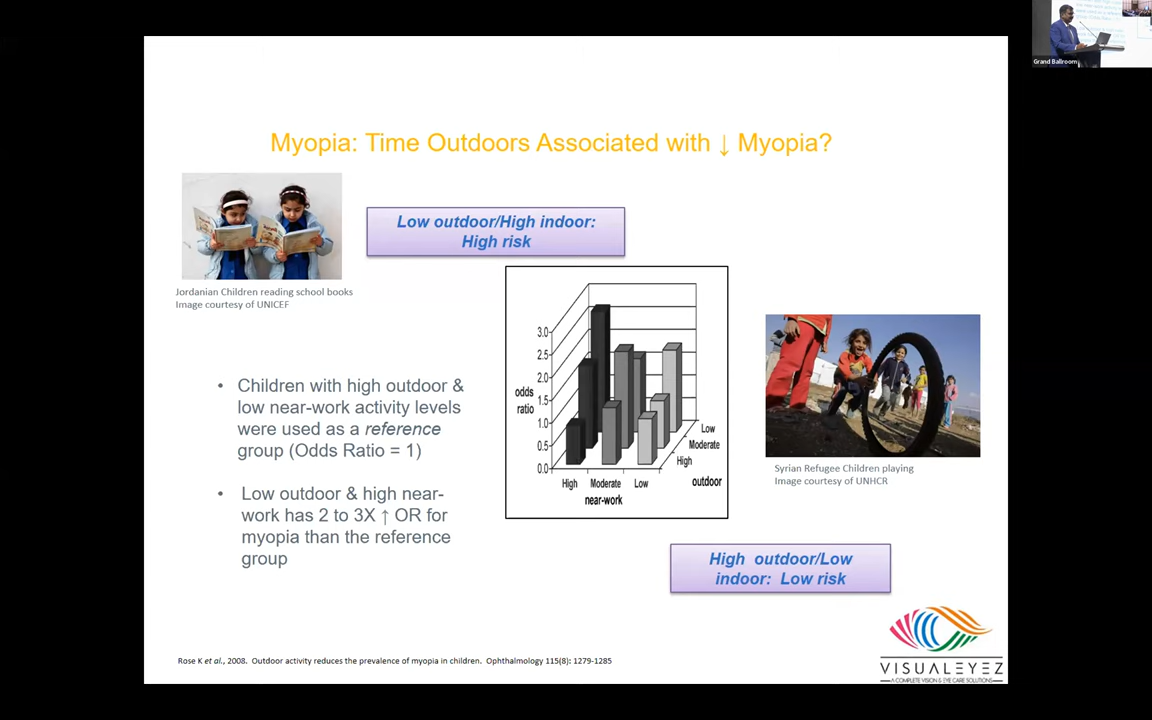 Grand Ballroom
Myopia: Time Outdoors Associated with ↓ Myopia?
Low outdoor/High indoor:
High risk
Jordanian Children reading school books
Image courtesy of UNICEF
• Children with high outdoor &
low near-work activity levels
were used as a reference
group (Odds Ratio = 1)
• Low outdoor & high near-
work has 2 to 3X ↑ OR for
myopia than the reference
group
3.0
2.5
2.0
1.5
1.0
0.5
0.0
odds
ratio
Low
Moderate
High
outdoor
High Moderate Low
near-work
Syrian Refugee Children playing
Image courtesy of UNHCR
High outdoor/Low
indoor: Low risk
Rose K et al., 2008. Outdoor activity reduces the prevalence of myopia in children. Ophthalmology 115(8): 1279-1285
VISUALEYEZ
A COMPLETE VISION & EYE CARE SOLUTIONS